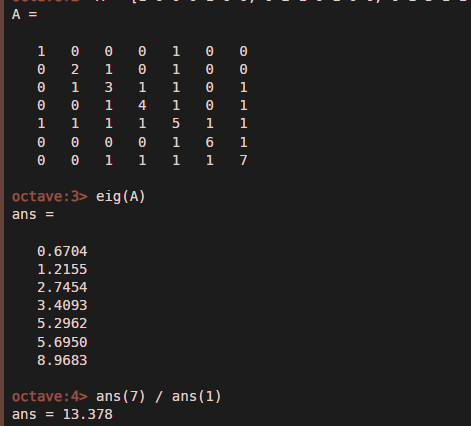 A =
1 0 0 0 1 0 0
0 2 1 0 1 0 0
0 1 3 1 1 0 1
0 0 1 4 1 0 1
1 1 1 1 5 1 1
0 0 0 0 1 6 1
0 0 1 1 1 1 7
octave:3> eig(A)
ans =
0.6704
1.2155
2.7454
3.4093
5.2962
5.6950
8.9683
octave:4> ans(7) / ans(1)
ans = 13.378